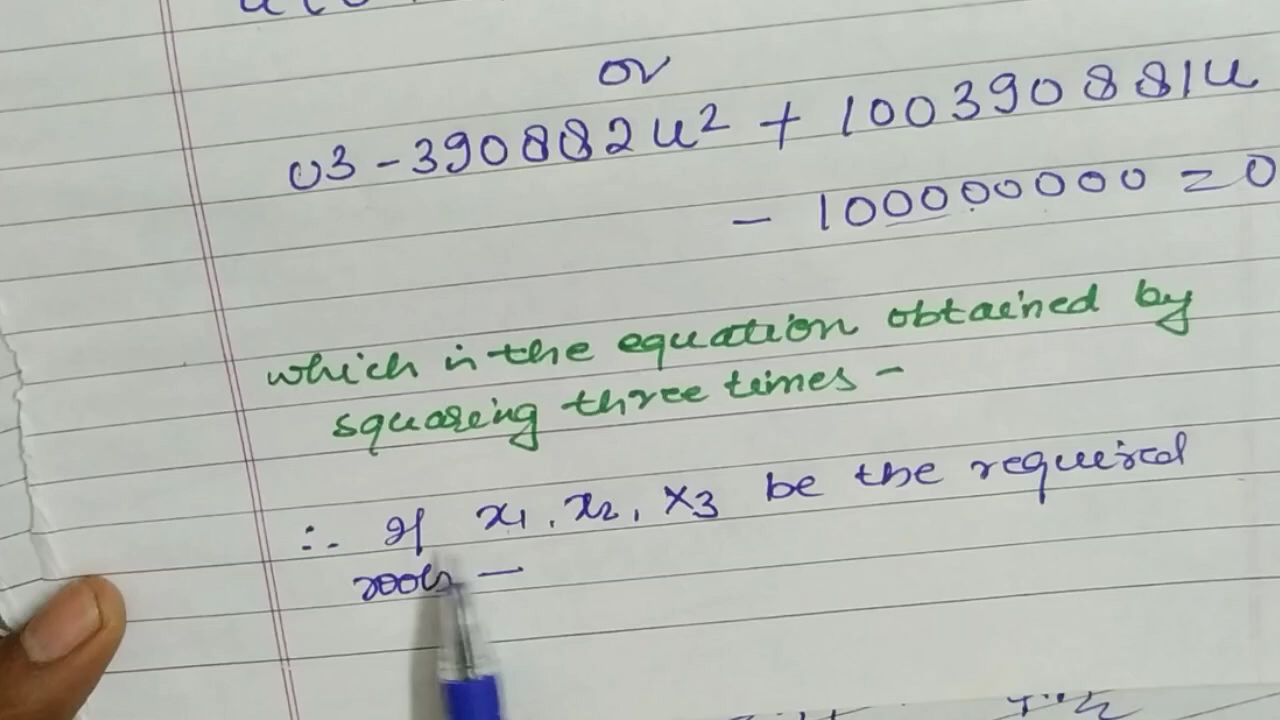 or
u3 - 390882u² + 100390881u
- 100000000 = 0
which is the equation obtained by
squaring three times -
∴ If x1, x2, x3 be the required
roots -